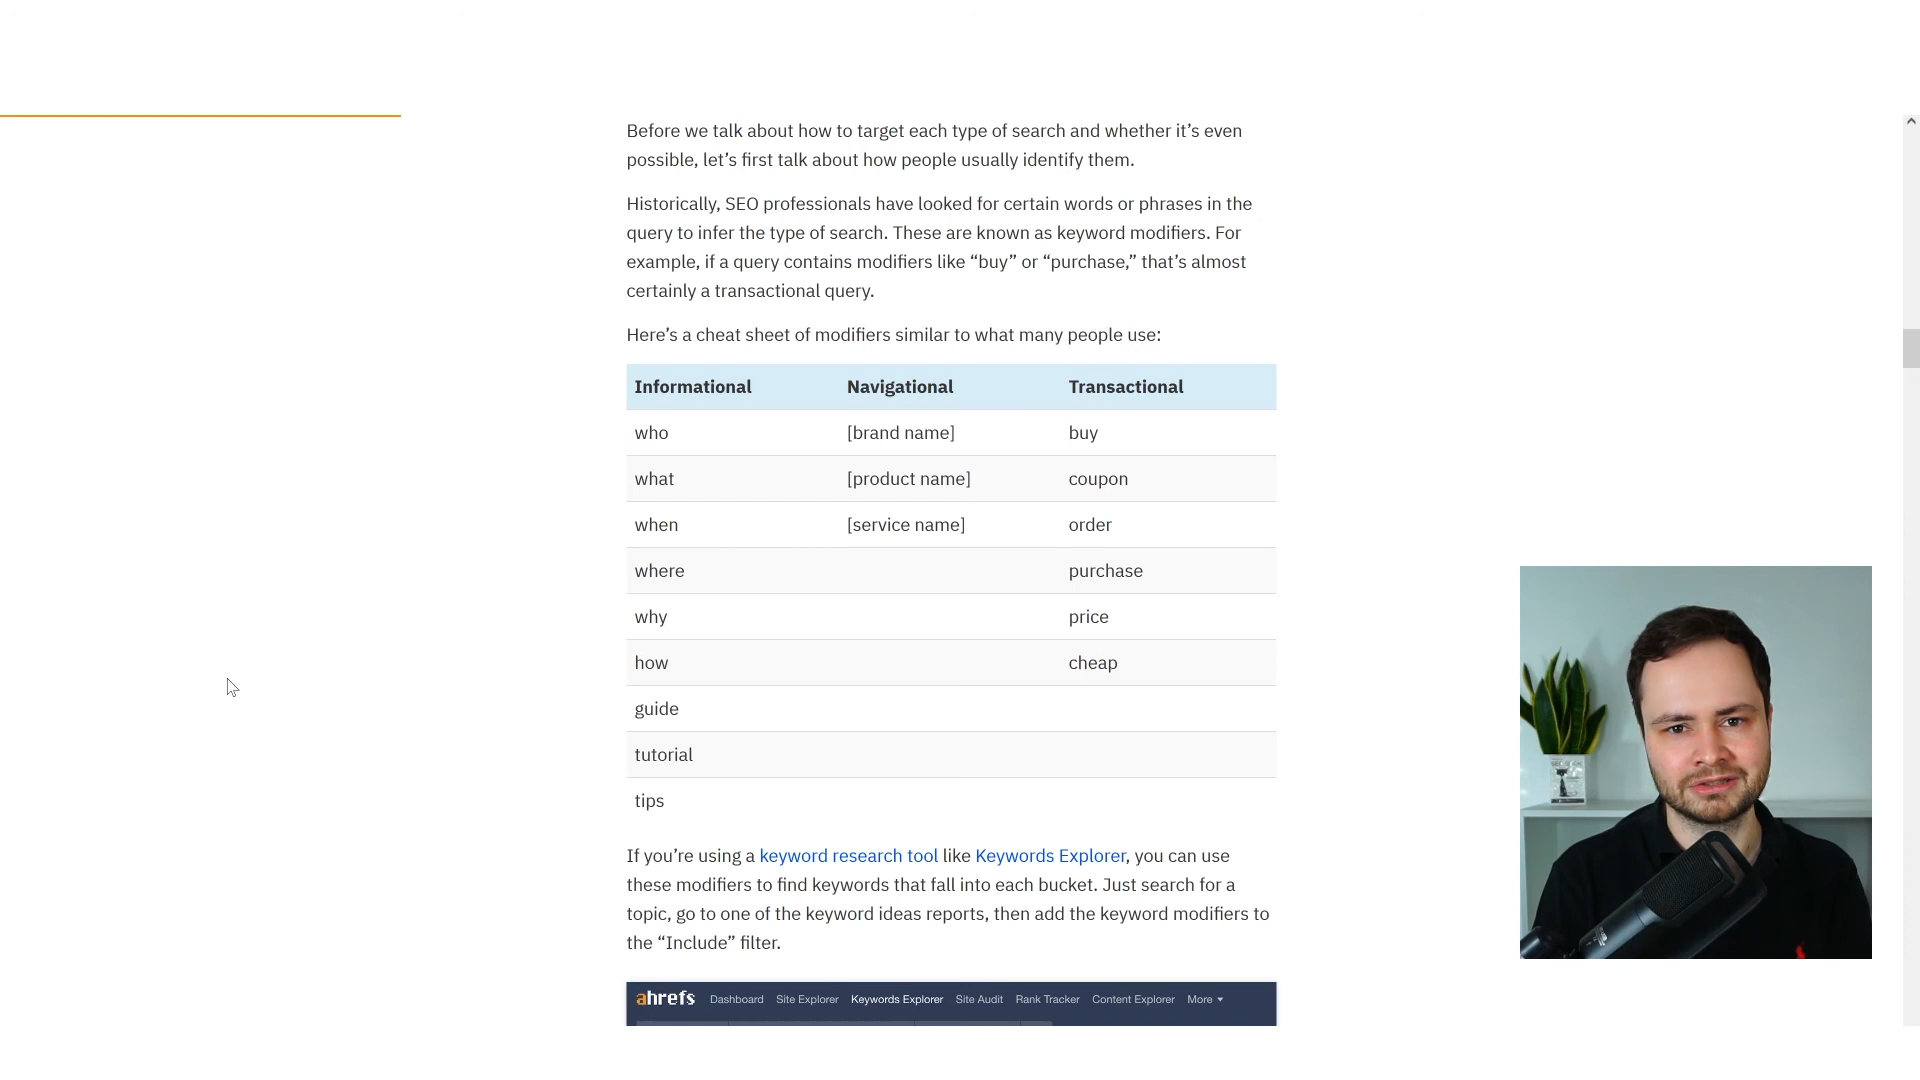 Before we talk about how to target each type of search and whether it’s even
possible, let’s first talk about how people usually identify them.
Historically, SEO professionals have looked for certain words or phrases in the
query to infer the type of search. These are known as keyword modifiers. For
example, if a query contains modifiers like “buy” or “purchase,” that’s almost
certainly a transactional query.
Here’s a cheat sheet of modifiers similar to what many people use:
Informational Navigational Transactional
who [brand name] buy
what [product name] coupon
when [service name] order
where purchase
why price
how cheap
guide
tutorial
tips
If you’re using a keyword research tool like Keywords Explorer, you can use
these modifiers to find keywords that fall into each bucket. Just search for a
topic, go to one of the keyword ideas reports, then add the keyword modifiers to
the “Include” filter.
ahrefs Dashboard Site Explorer Keywords Explorer Site Audit Rank Tracker Content Explorer More